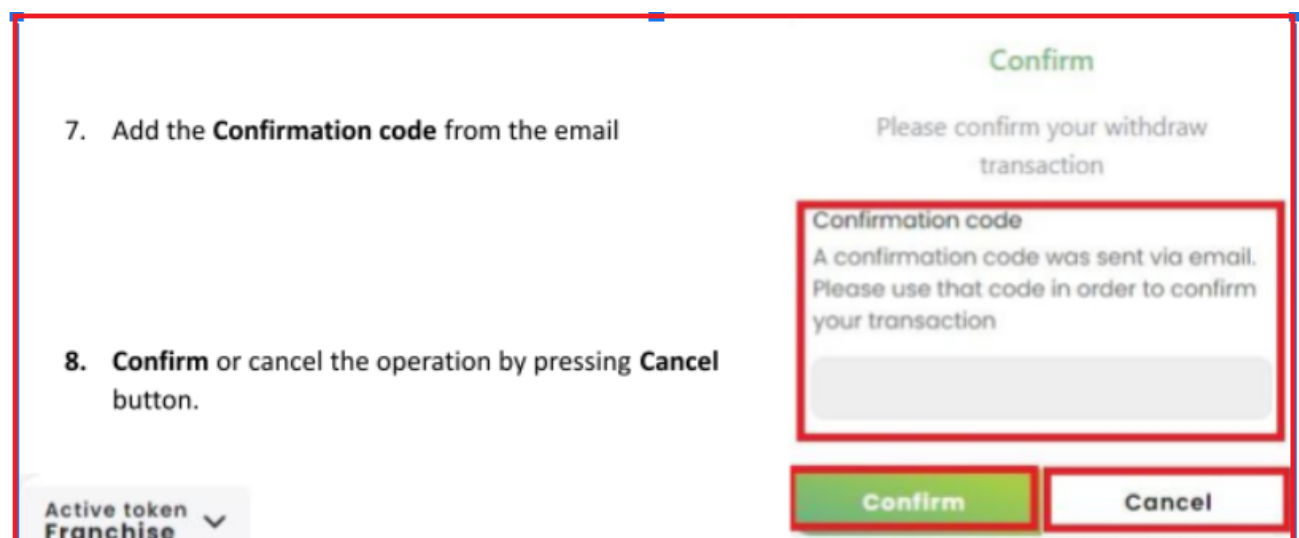 Confirm
7. Add the Confirmation code from the email
Please confirm your withdraw
transaction
Confirmation code
A confirmation code was sent via email.
Please use that code in order to confirm
your transaction
8. Confirm or cancel the operation by pressing Cancel
button.
Confirm
Cancel
Active token
Franchise